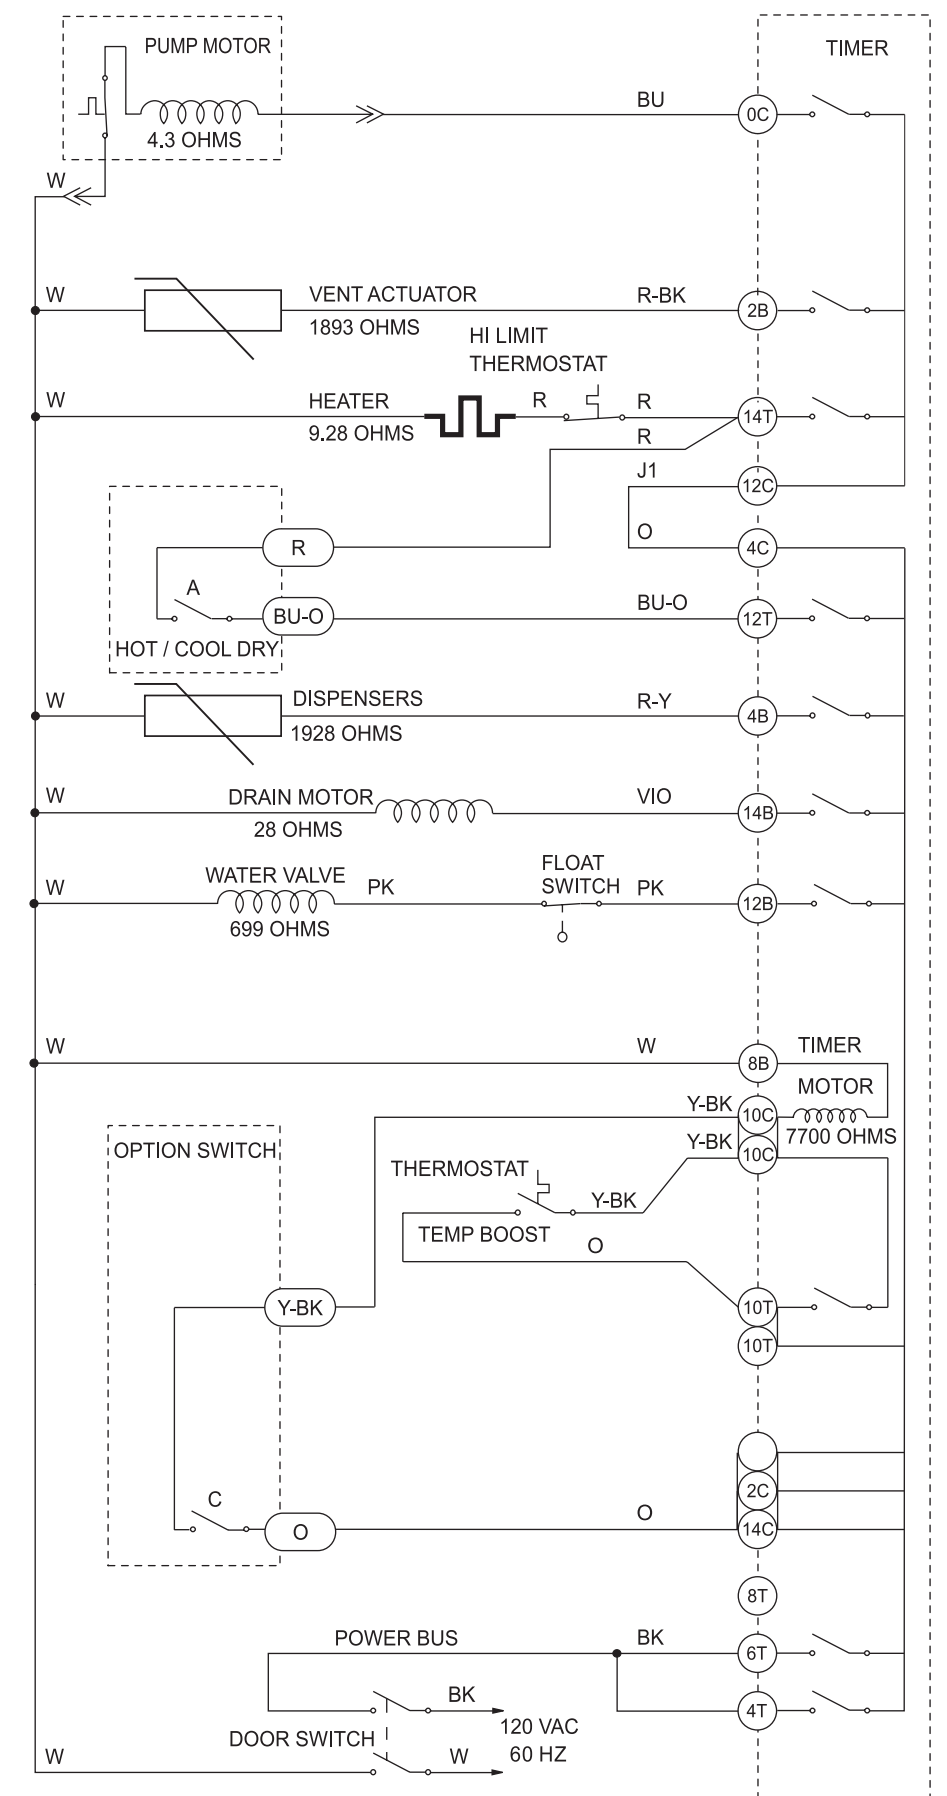 PUMP MOTOR
TIMER
4.3 OHMS
BU
0C
W
W
VENT ACTUATOR
1893 OHMS
R-BK
2B
HI LIMIT
THERMOSTAT
W
HEATER
9.28 OHMS
R
R
14T
R
J1
12C
O
4C
R
A
BU-O
BU-O
12T
HOT / COOL DRY
W
DISPENSERS
1928 OHMS
R-Y
4B
W
DRAIN MOTOR
28 OHMS
VIO
14B
W
WATER VALVE
699 OHMS
PK
FLOAT
SWITCH
PK
12B
W
W
8B
TIMER
MOTOR
7700 OHMS
Y-BK
10C
Y-BK
10C
OPTION SWITCH
THERMOSTAT
Y-BK
TEMP BOOST
O
Y-BK
10T
10T
2C
C
O
O
14C
8T
POWER BUS
BK
6T
BK
4T
120 VAC
60 HZ
DOOR SWITCH
W
W